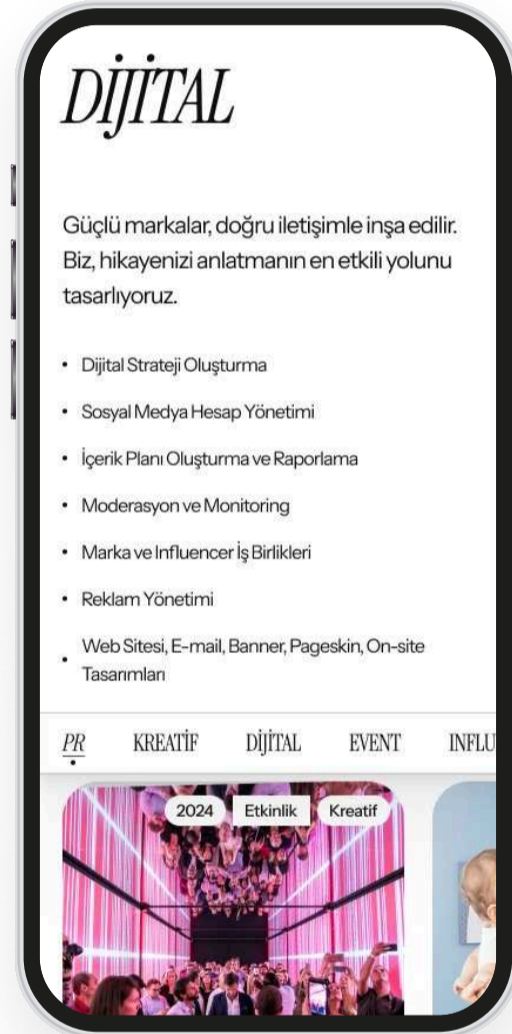 DİJİTAL
Güçlü markalar, doğru iletişimle inşa edilir.
Biz, hikayenizi anlatmanın en etkili yolunu
tasarlıyoruz.
• Dijital Strateji Oluşturma
• Sosyal Medya Hesap Yönetimi
• İçerik Planı Oluşturma ve Raporlama
• Moderasyon ve Monitoring
• Marka ve Influencer İş Birlikleri
• Reklam Yönetimi
• Web Sitesi, E-mail, Banner, Pageskin, On-site
Tasarımları
PR KREATİF DİJİTAL EVENT INFLU
2024 Etkinlik Kreatif